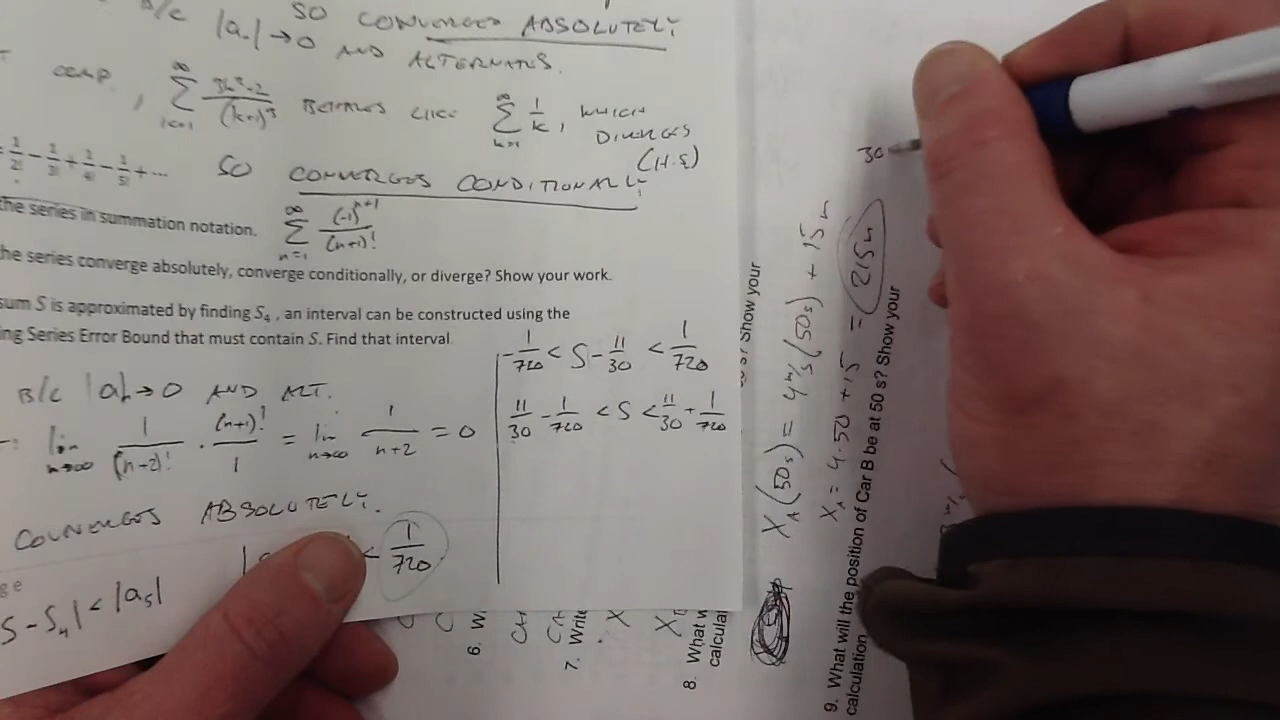 B/C |aₙ| → 0 SO CONVERGES ABSOLUTELY
AND ALTERNATES.
COMP, ∑ 3k²-2/(k+1)³ BEHAVES LIKE ∑ 1/k, WHICH
DIVERGES
(H.S)
= 1/2! - 1/3! + 1/4! - 1/5! + ... SO CONVERGES CONDITIONALLY
the series in summation notation. ∑ (-1)ⁿ⁺¹/(n+1)!
he series converge absolutely, converge conditionally, or diverge? Show your work.
sum S is approximated by finding S₄, an interval can be constructed using the
ng Series Error Bound that must contain S. Find that interval.
-1/720 < S - 11/30 < 1/720
11/30 - 1/720 < S < 11/30 + 1/720
B/C |a| → 0 AND ALT.
lim n→∞ 1/(n+2)! · (n+1)!/1 = lim n→∞ 1/n+2 = 0
CONVERGES ABSOLUTELY.
< 1/720
S - S₄| < |a₅|
6. W
7. Write
X
8. What w
calculat
Show your
X_A(50s) = 4 m/s (50s) + 15 m
X_A = 4·50 + 15 = 215m
9. What will the position of Car B be at 50 s? Show your
calculation
30